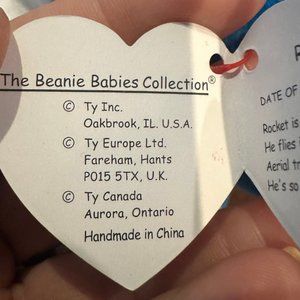 The Beanie Babies Collection®
© Ty Inc.
Oakbrook, IL. U.S.A.
© Ty Europe Ltd.
Fareham, Hants
P015 5TX, U.K.
© Ty Canada
Aurora, Ontario
Handmade in China
DATE OF
Rocket is
He flies
Aerial
He's so